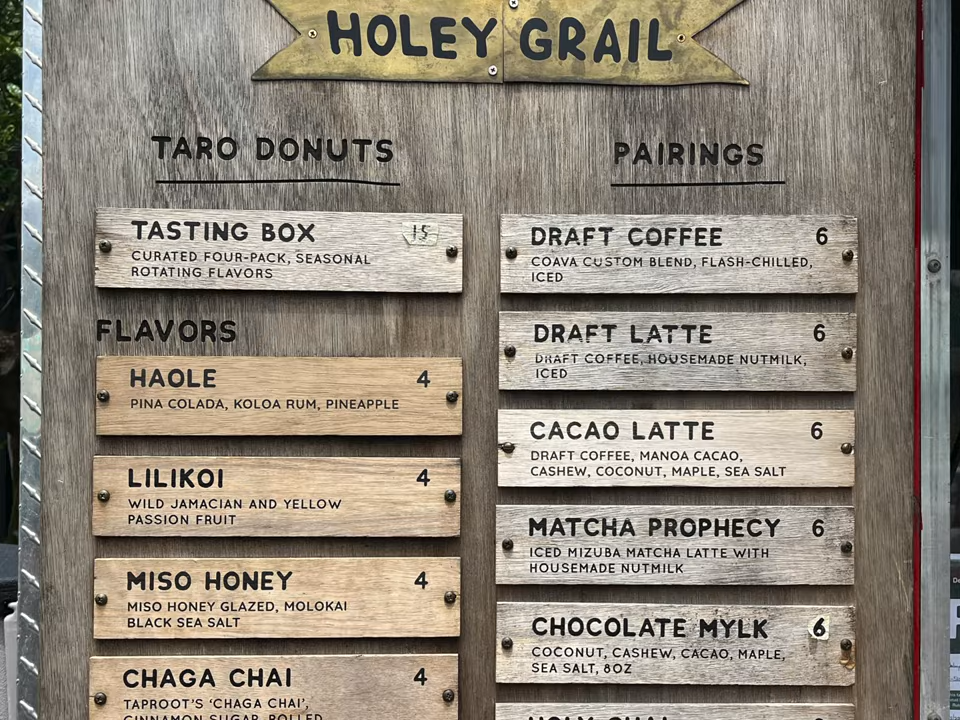 HOLEY GRAIL
TARO DONUTS
TASTING BOX 15
CURATED FOUR-PACK, SEASONAL
ROTATING FLAVORS
FLAVORS
HAOLE 4
PINA COLADA, KOLOA RUM, PINEAPPLE
LILIKOI 4
WILD JAMACIAN AND YELLOW
PASSION FRUIT
MISO HONEY 4
MISO HONEY GLAZED, MOLOKAI
BLACK SEA SALT
CHAGA CHAI 4
TAPROOT'S 'CHAGA CHAI',
CINNAMON SUGAR ROLLED
PAIRINGS
DRAFT COFFEE 6
COAVA CUSTOM BLEND, FLASH-CHILLED,
ICED
DRAFT LATTE 6
DRAFT COFFEE, HOUSEMADE NUTMILK,
ICED
CACAO LATTE 6
DRAFT COFFEE, MANOA CACAO,
CASHEW, COCONUT, MAPLE, SEA SALT
MATCHA PROPHECY 6
ICED MIZUBA MATCHA LATTE WITH
HOUSEMADE NUTMILK
CHOCOLATE MYLK 6
COCONUT, CASHEW, CACAO, MAPLE,
SEA SALT, 8OZ
HOLY CHAI